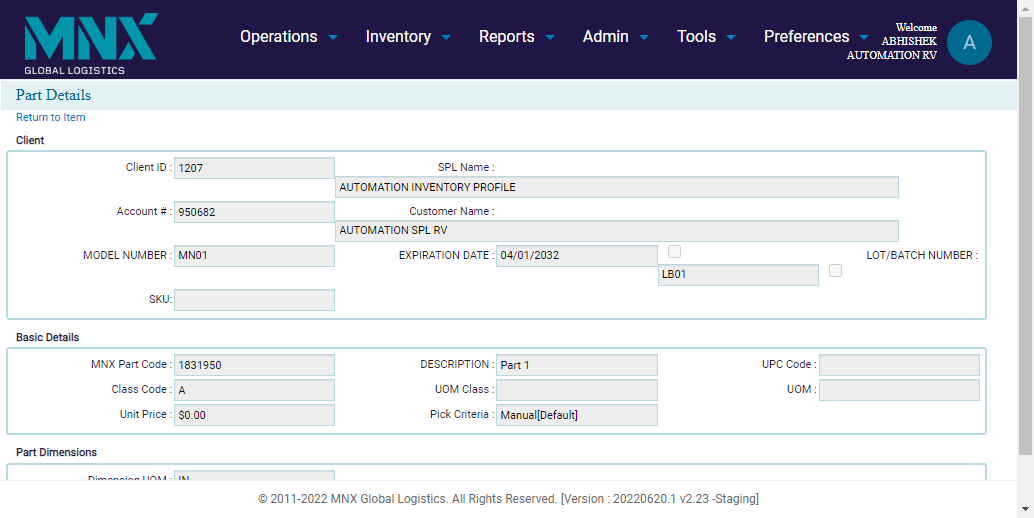 MNX
GLOBAL LOGISTICS
Operations Inventory Reports Admin Tools Preferences
Welcome
ABHISHEK
AUTOMATION RV
A
Part Details
Return to Item
Client
Client ID : 1207 SPL Name :
AUTOMATION INVENTORY PROFILE
Account # : 950682 Customer Name :
AUTOMATION SPL RV
MODEL NUMBER : MN01 EXPIRATION DATE : 04/01/2032 LOT/BATCH NUMBER :
LB01
SKU:
Basic Details
MNX Part Code : 1831950 DESCRIPTION : Part 1 UPC Code :
Class Code : A UOM Class : UOM :
Unit Price : $0.00 Pick Criteria : Manual[Default]
Part Dimensions
Dimension UOM : IN
© 2011-2022 MNX Global Logistics. All Rights Reserved. [Version : 20220620.1 v2.23 -Staging]